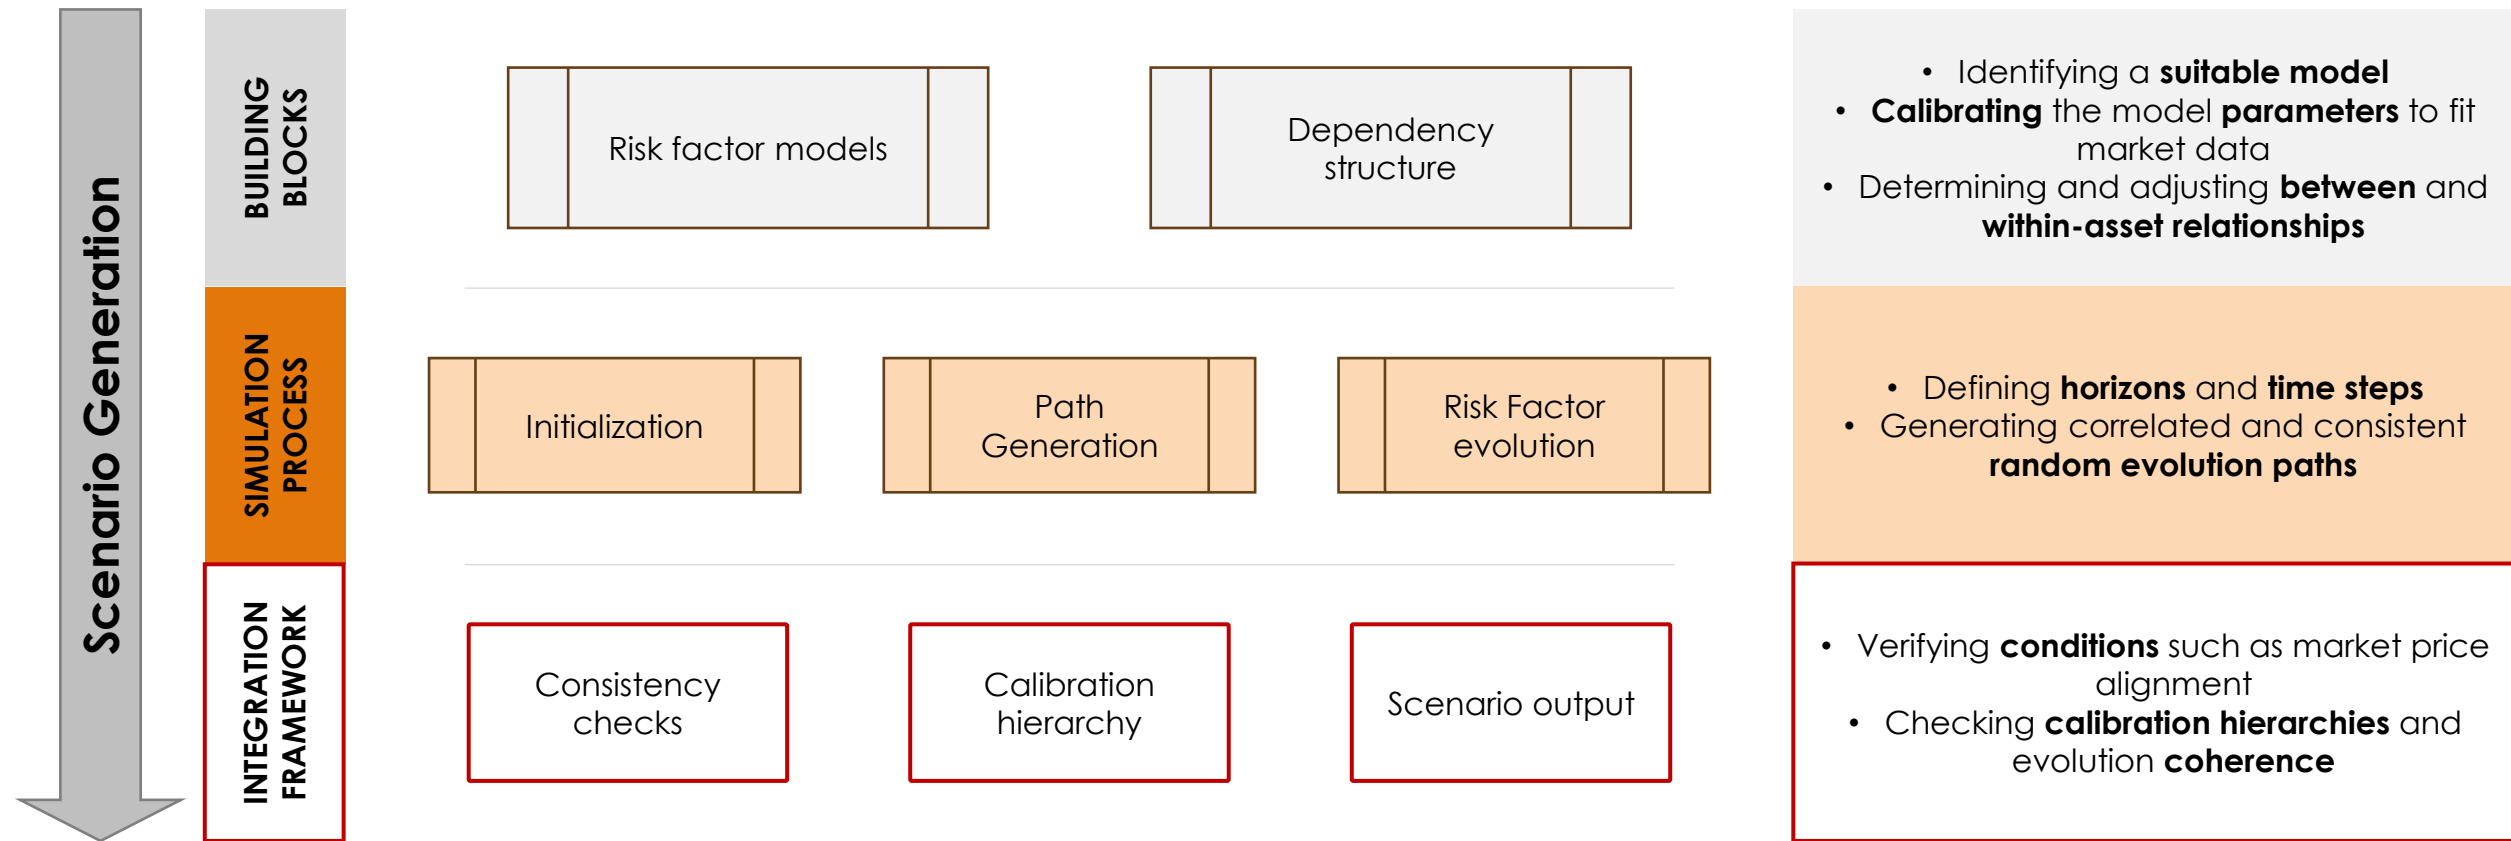 Scenario Generation
BUILDING
BLOCKS
Risk factor models
Dependency
structure
• Identifying a suitable model
• Calibrating the model parameters to fit
market data
• Determining and adjusting between and
within-asset relationships
SIMULATION
PROCESS
Initialization
Path
Generation
Risk Factor
evolution
• Defining horizons and time steps
• Generating correlated and consistent
random evolution paths
INTEGRATION
FRAMEWORK
Consistency
checks
Calibration
hierarchy
Scenario output
• Verifying conditions such as market price
alignment
• Checking calibration hierarchies and
evolution coherence